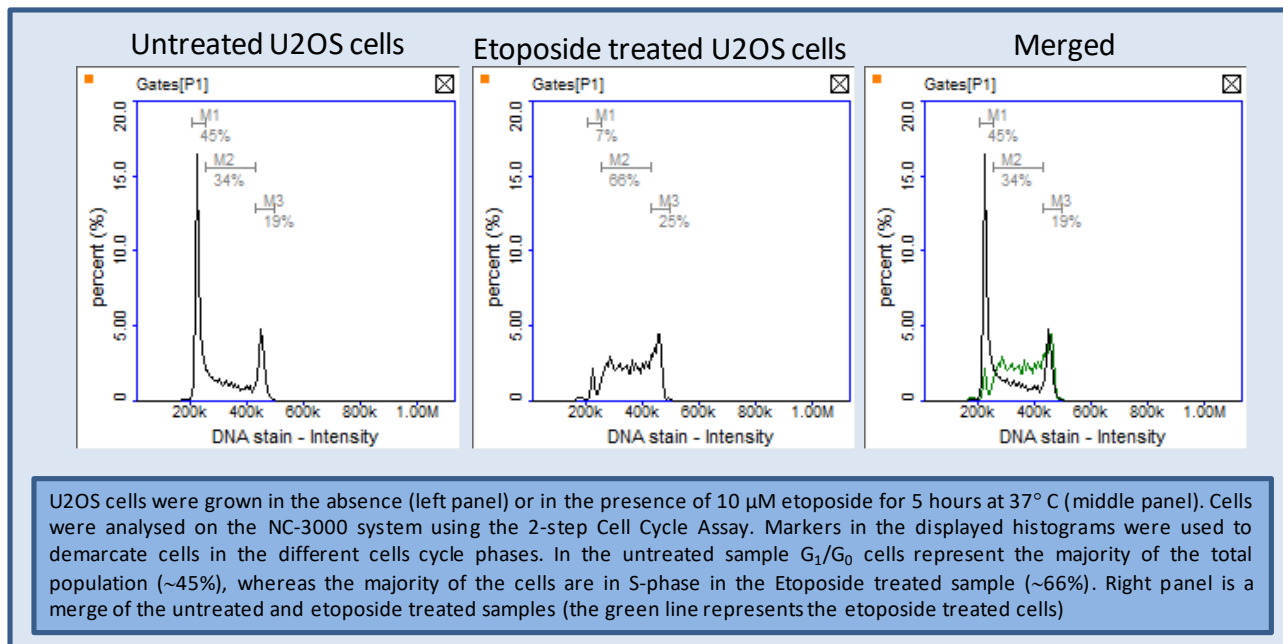 Untreated U2OS cells
Etoposide treated U2OS cells
Merged
Gates[P1]
20.0
15.0
10.0
5.00
0
percent (%)
M1
45%
M2
34%
M3
19%
200k 400k 600k 800k 1.00M
DNA stain - Intensity
Gates[P1]
20.0
15.0
10.0
5.00
0
percent (%)
M1
7%
M2
66%
M3
25%
200k 400k 600k 800k 1.00M
DNA stain - Intensity
Gates[P1]
20.0
15.0
10.0
5.00
0
percent (%)
M1
45%
M2
34%
M3
19%
200k 400k 600k 800k 1.00M
DNA stain - Intensity
U2OS cells were grown in the absence (left panel) or in the presence of 10 µM etoposide for 5 hours at 37° C (middle panel). Cells
were analysed on the NC-3000 system using the 2-step Cell Cycle Assay. Markers in the displayed histograms were used to
demarcate cells in the different cells cycle phases. In the untreated sample G₁/G₀ cells represent the majority of the total
population (~45%), whereas the majority of the cells are in S-phase in the Etoposide treated sample (~66%). Right panel is a
merge of the untreated and etoposide treated samples (the green line represents the etoposide treated cells)